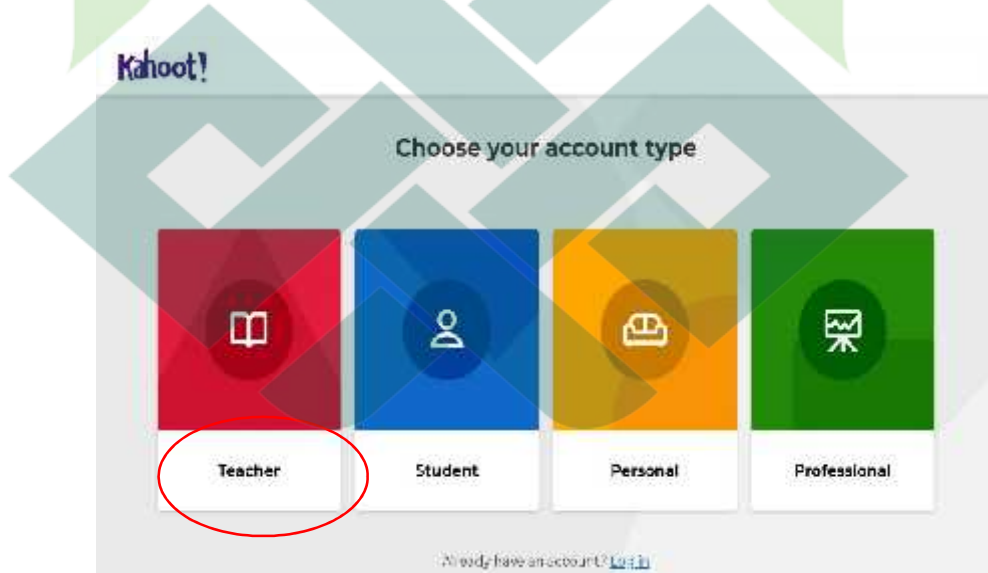 Kahoot!
Choose your account type
Teacher Student Personal Professional
Already have an account? Log in